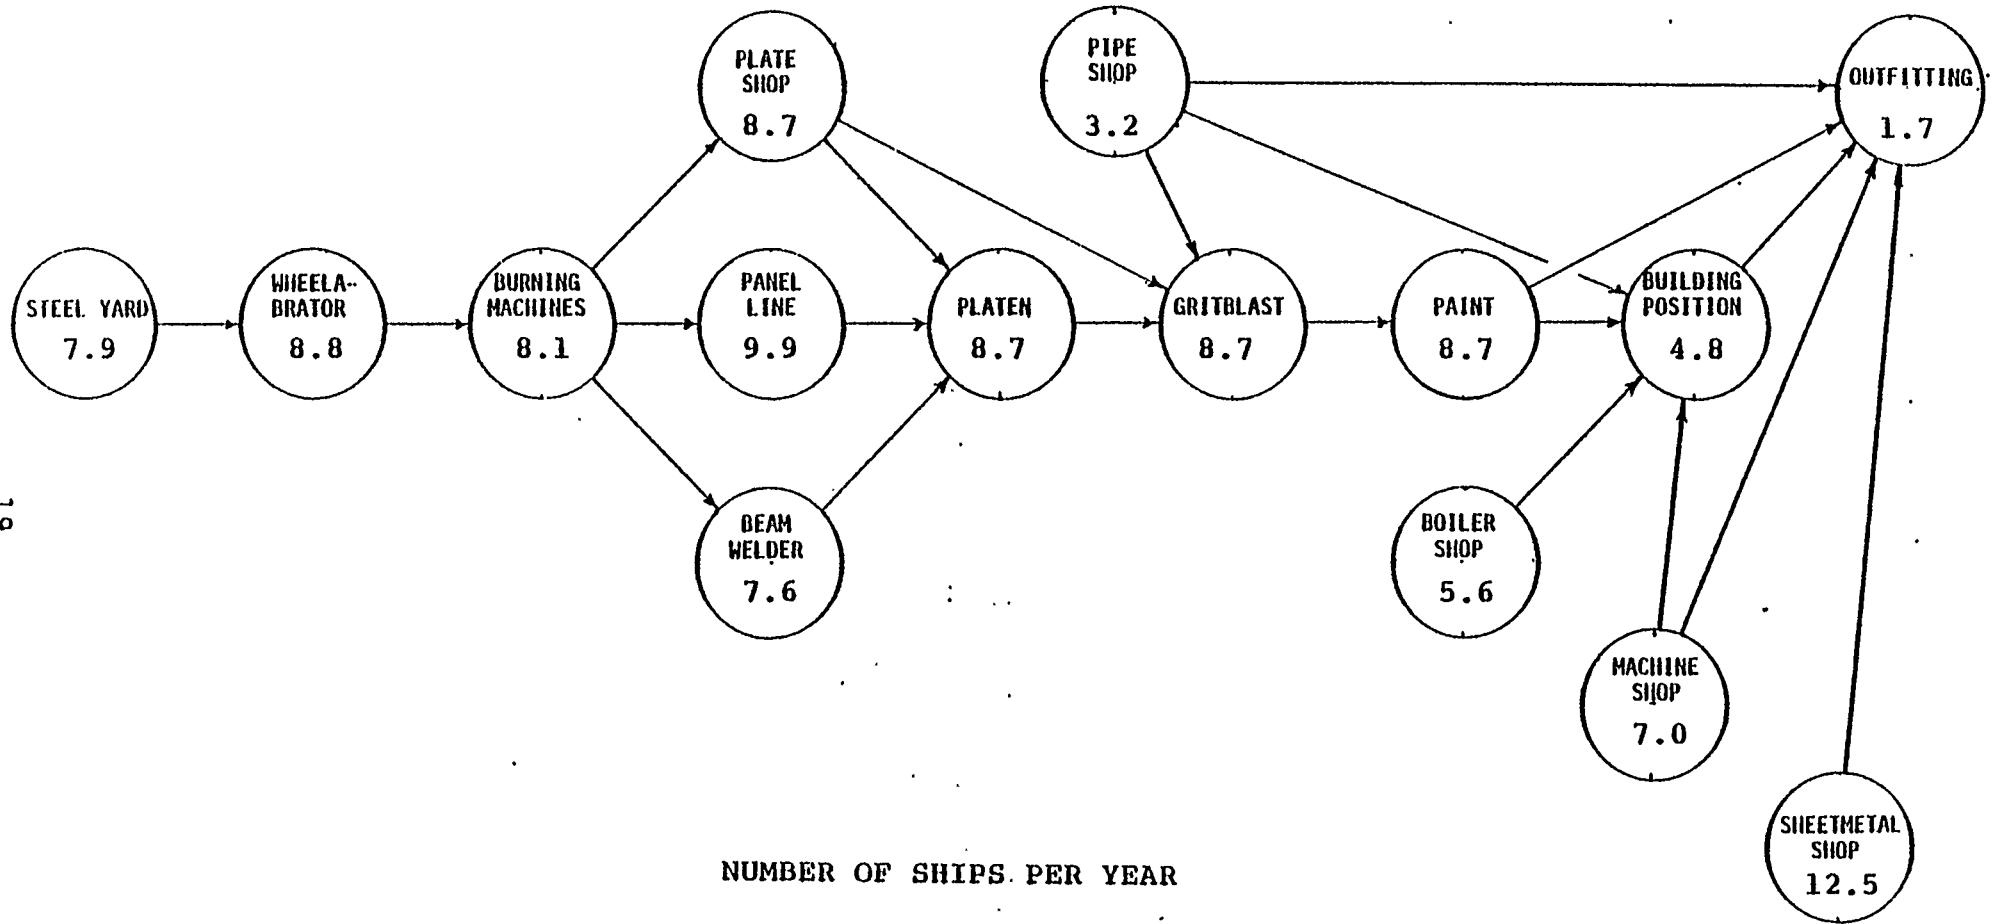 PLATE
SHOP
8.7
PIPE
SHOP
3.2
OUTFITTING
1.7
STEEL YARD
7.9
WHEELA-
BRATOR
8.8
BURNING
MACHINES
8.1
PANEL
LINE
9.9
PLATEN
8.7
GRITBLAST
8.7
PAINT
8.7
BUILDING
POSITION
4.8
BEAM
WELDER
7.6
BOILER
SHOP
5.6
MACHINE
SHOP
7.0
SHEETMETAL
SHOP
12.5
NUMBER OF SHIPS PER YEAR